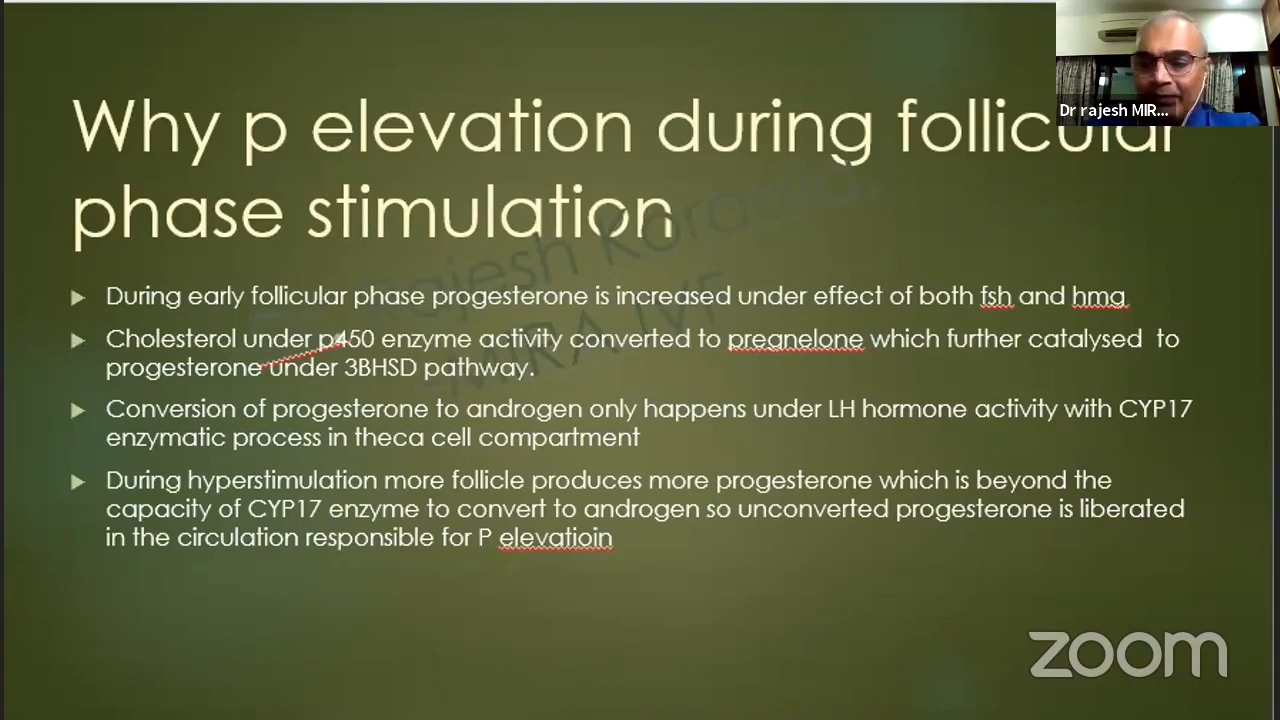 Dr rajesh MIR...
Why p elevation during follicular
phase stimulation
Rajesh
MIRA IVF
During early follicular phase progesterone is increased under effect of both fsh and hmg
Cholesterol under p450 enzyme activity converted to pregnelone which further catalysed to
progesterone under 3BHSD pathway.
Conversion of progesterone to androgen only happens under LH hormone activity with CYP17
enzymatic process in theca cell compartment
During hyperstimulation more follicle produces more progesterone which is beyond the
capacity of CYP17 enzyme to convert to androgen so unconverted progesterone is liberated
in the circulation responsible for P elevatioin
zoom